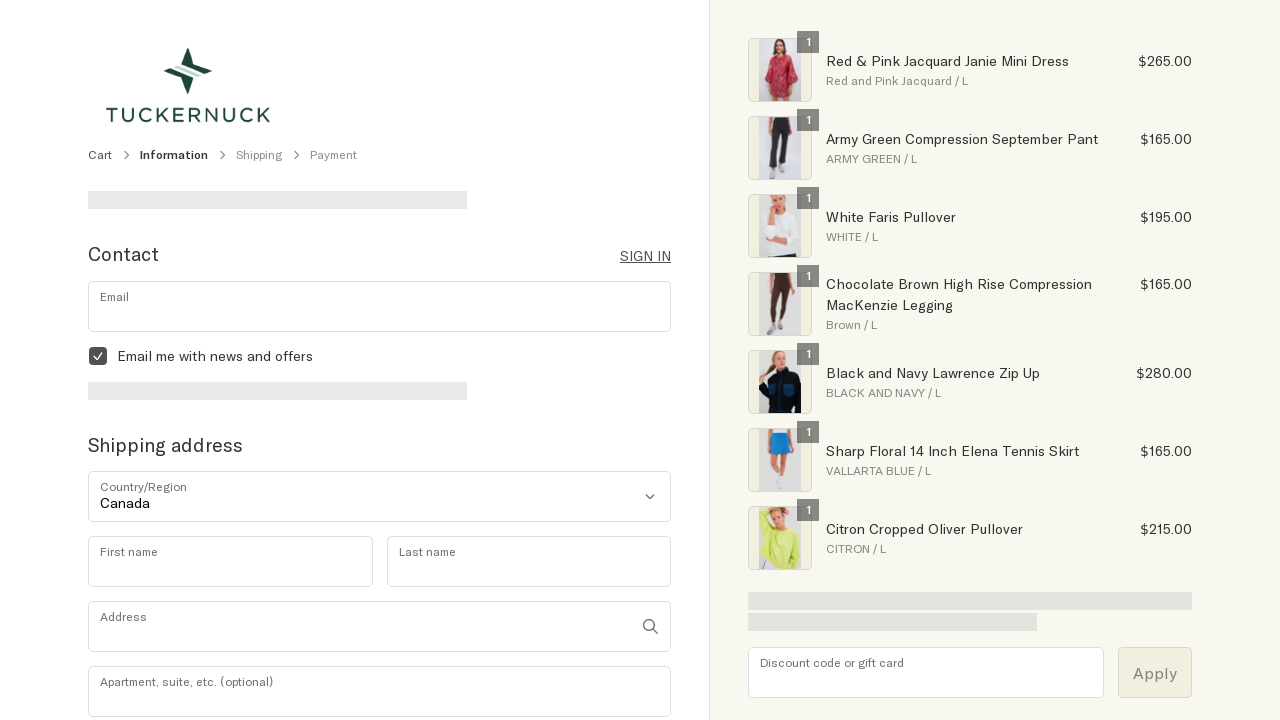 TUCKERNUCK
Cart
Information
Shipping
Payment
Contact
SIGN IN
Email
Email me with news and offers
Shipping address
Country/Region
Canada
First name
Last name
Address
Apartment, suite, etc. (optional)
1
Red & Pink Jacquard Janie Mini Dress
$265.00
Red and Pink Jacquard / L
1
Army Green Compression September Pant
$165.00
ARMY GREEN / L
1
White Faris Pullover
$195.00
WHITE / L
1
Chocolate Brown High Rise Compression
MacKenzie Legging
$165.00
Brown / L
1
Black and Navy Lawrence Zip Up
$280.00
BLACK AND NAVY / L
1
Sharp Floral 14 Inch Elena Tennis Skirt
$165.00
VALLARTA BLUE / L
1
Citron Cropped Oliver Pullover
$215.00
CITRON / L
Discount code or gift card
Apply